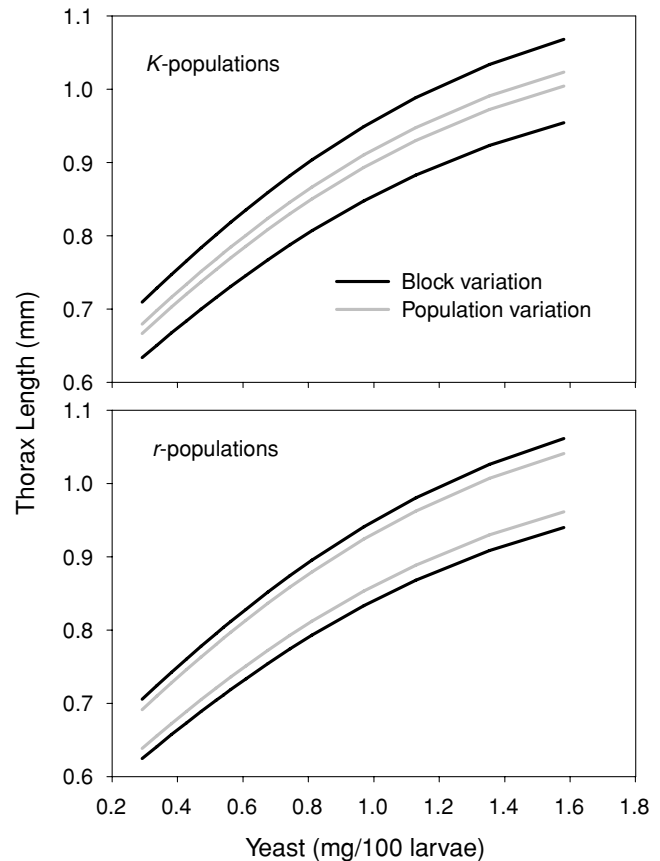 1.1
K-populations
1.0
0.9
0.8
Block variation
0.7
Population variation
0.6
Thorax Length (mm)
1.1
r-populations
1.0
0.9
0.8
0.7
0.6
0.2 0.4 0.6 0.8 1.0 1.2 1.4 1.6 1.8
Yeast (mg/100 larvae)